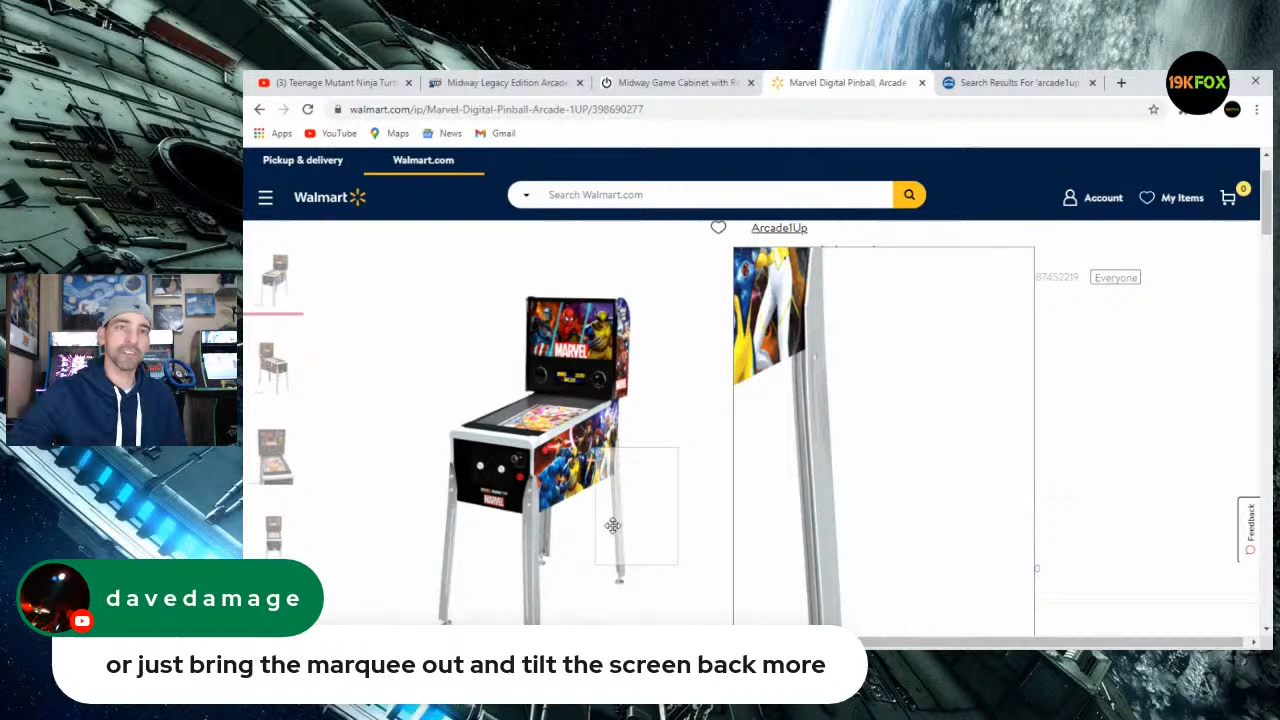 19KFOX
(3) Teenage Mutant Ninja Turt
Midway Legacy Edition Arcade
Midway Game Cabinet with Ri
Marvel Digital Pinball, Arcade
Search Results For 'arcade1up
walmart.com/ip/Marvel-Digital-Pinball-Arcade-1UP/398690277
Apps
YouTube
Maps
News
Gmail
Pickup & delivery
Walmart.com
Walmart
Search Walmart.com
Account
My Items
0
Arcade1Up
87452219
Everyone
MARVEL
MARVEL
Feedback
davedamage
or just bring the marquee out and tilt the screen back more